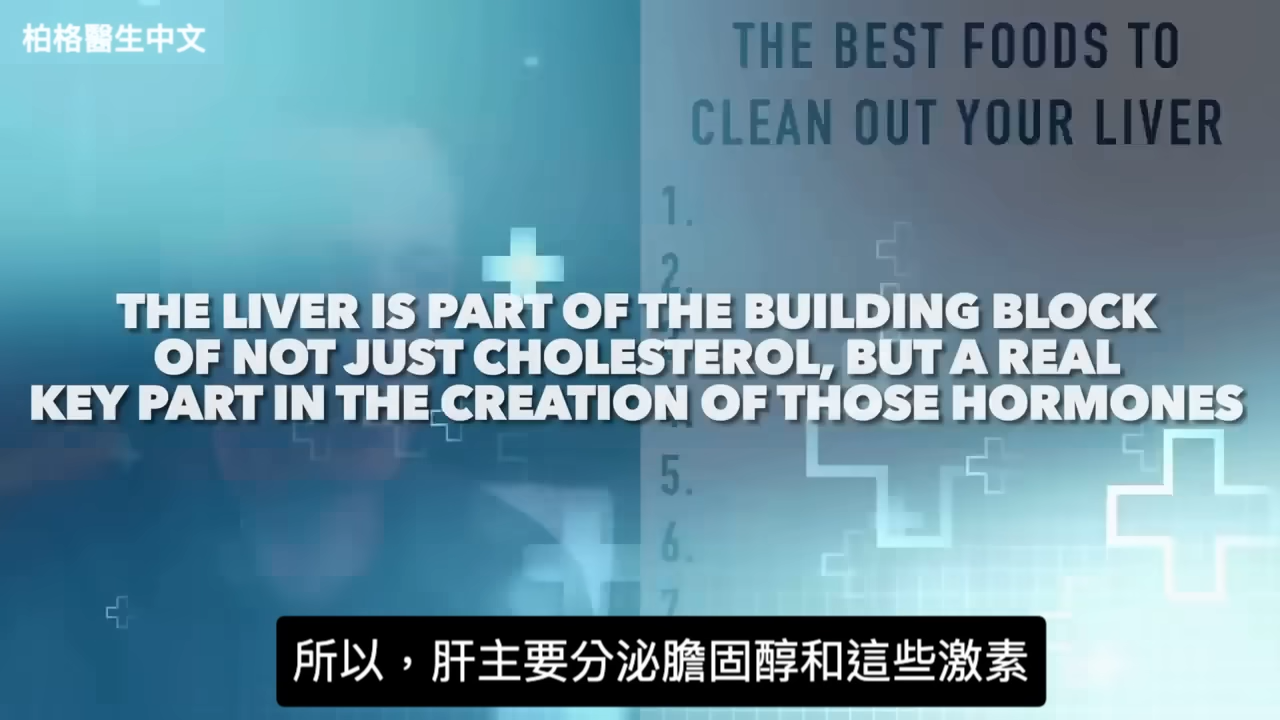 柏格醫生中文
THE BEST FOODS TO
CLEAN OUT YOUR LIVER
1.
2.
THE LIVER IS PART OF THE BUILDING BLOCK
OF NOT JUST CHOLESTEROL, BUT A REAL
KEY PART IN THE CREATION OF THOSE HORMONES
5.
6.
7
所以，肝主要分泌膽固醇和這些激素